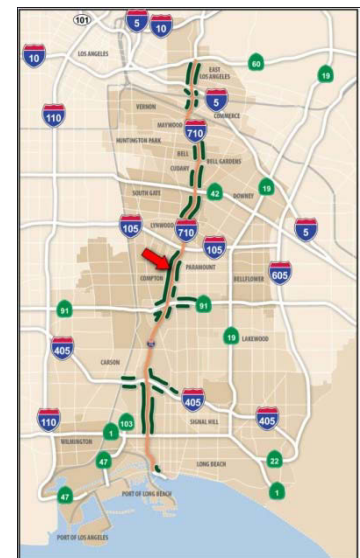 101
5
10
10
5
LOS ANGELES
EAST
LOS ANGELES
60
19
110
VERNON
5
COMMERCE
MAYWOOD
710
HUNTINGTON PARK
BELL
BELL GARDENS
CUDAHY
19
SOUTH GATE
42
DOWNEY
LYNWOOD
105
710
105
5
PARAMOUNT
COMPTON
605
BELLFLOWER
91
91
19
LAKEWOOD
405
CARSON
405
SIGNAL HILL
405
110
103
1
WILMINGTON
47
22
LONG BEACH
1
PORT OF LONG BEACH
47
PORT OF LOS ANGELES